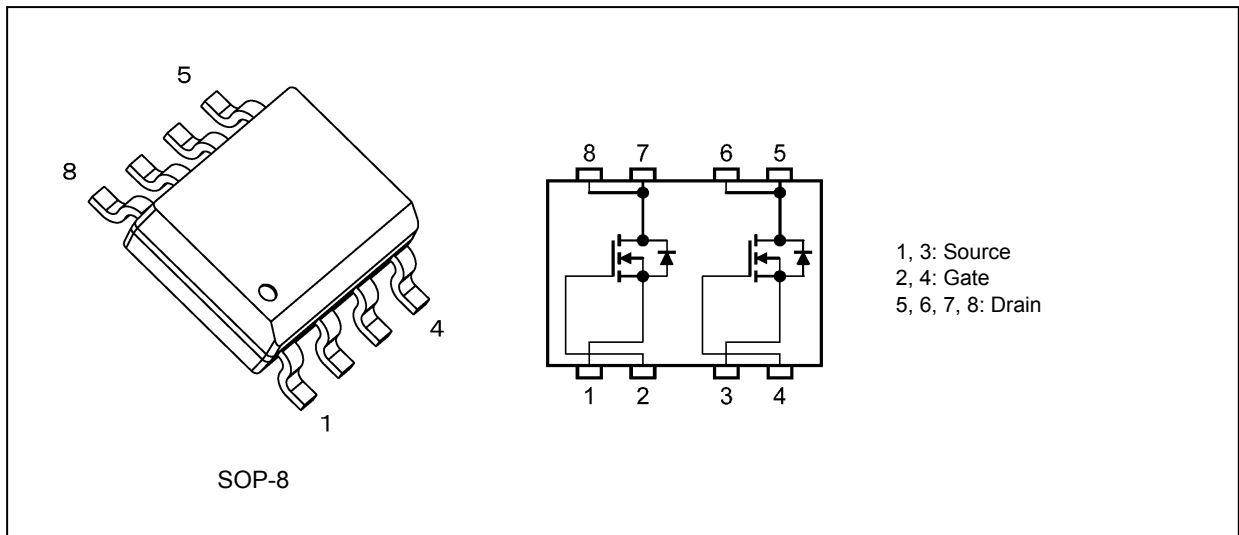 5
8
4
1
SOP-8
8 7 6 5
1 2 3 4
1, 3: Source
2, 4: Gate
5, 6, 7, 8: Drain